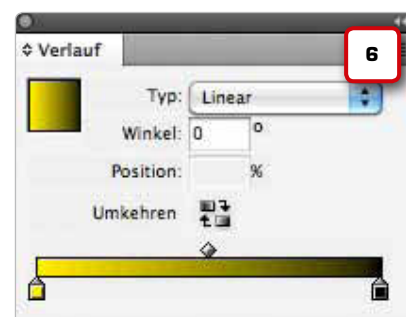 Verlauf
6
Typ: Linear
Winkel: 0 °
Position: %
Umkehren